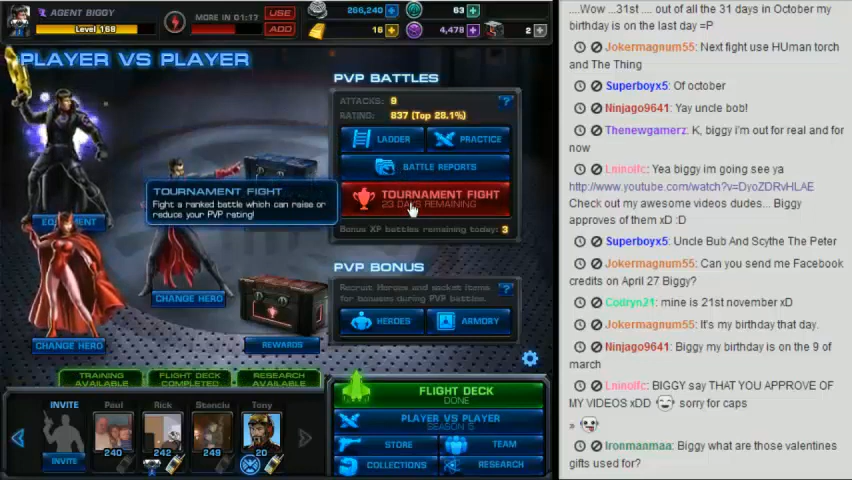 AGENT BIGGY
Level 168
MORE IN 01:17
USE
ADD
266,240
63
16
4,478
2
PLAYER VS PLAYER
PVP BATTLES
ATTACKS: 9
RATING: 837 (Top 28.1%)
LADDER
PRACTICE
BATTLE REPORTS
TOURNAMENT FIGHT
23 DAYS REMAINING
Bonus XP battles remaining today: 3
TOURNAMENT FIGHT
Fight a ranked battle which can raise or
reduce your PVP rating!
EQUIPMENT
CHANGE HERO
CHANGE HERO
REWARDS
PVP BONUS
Recruit Heroes and socket items
for bonuses during PVP battles.
HEROES
ARMORY
TRAINING
AVAILABLE
FLIGHT DECK
COMPLETED
RESEARCH
AVAILABLE
INVITE
INVITE
Paul
240
Rick
242
Stanciu
249
Tony
20
FLIGHT DECK
DONE
PLAYER VS PLAYER
SEASON 5
STORE
TEAM
COLLECTIONS
RESEARCH
....Wow ...31st .... out of all the 31 days in October my
birthday is on the last day =P
Jokermagnum55: Next fight use HUman torch
and The Thing
Superboyx5: Of october
Ninjago9641: Yay uncle bob!
Thenewgamerz: K, biggy i'm out for real and for
now
Lninolfc: Yea biggy im going see ya
http://www.youtube.com/watch?v=DyoZDRvHLAE
Check out my awesome videos dudes... Biggy
approves of them xD :D
Superboyx5: Uncle Bub And Scythe The Peter
Jokermagnum55: Can you send me Facebook
credits on April 27 Biggy?
Codryn21: mine is 21st november xD
Jokermagnum55: It's my birthday that day.
Ninjago9641: Biggy my birthday is on the 9 of
march
Lninolfc: BIGGY say THAT YOU APPROVE OF
MY VIDEOS xDD sorry for caps
»
Ironmanmaa: Biggy what are those valentines
gifts used for?